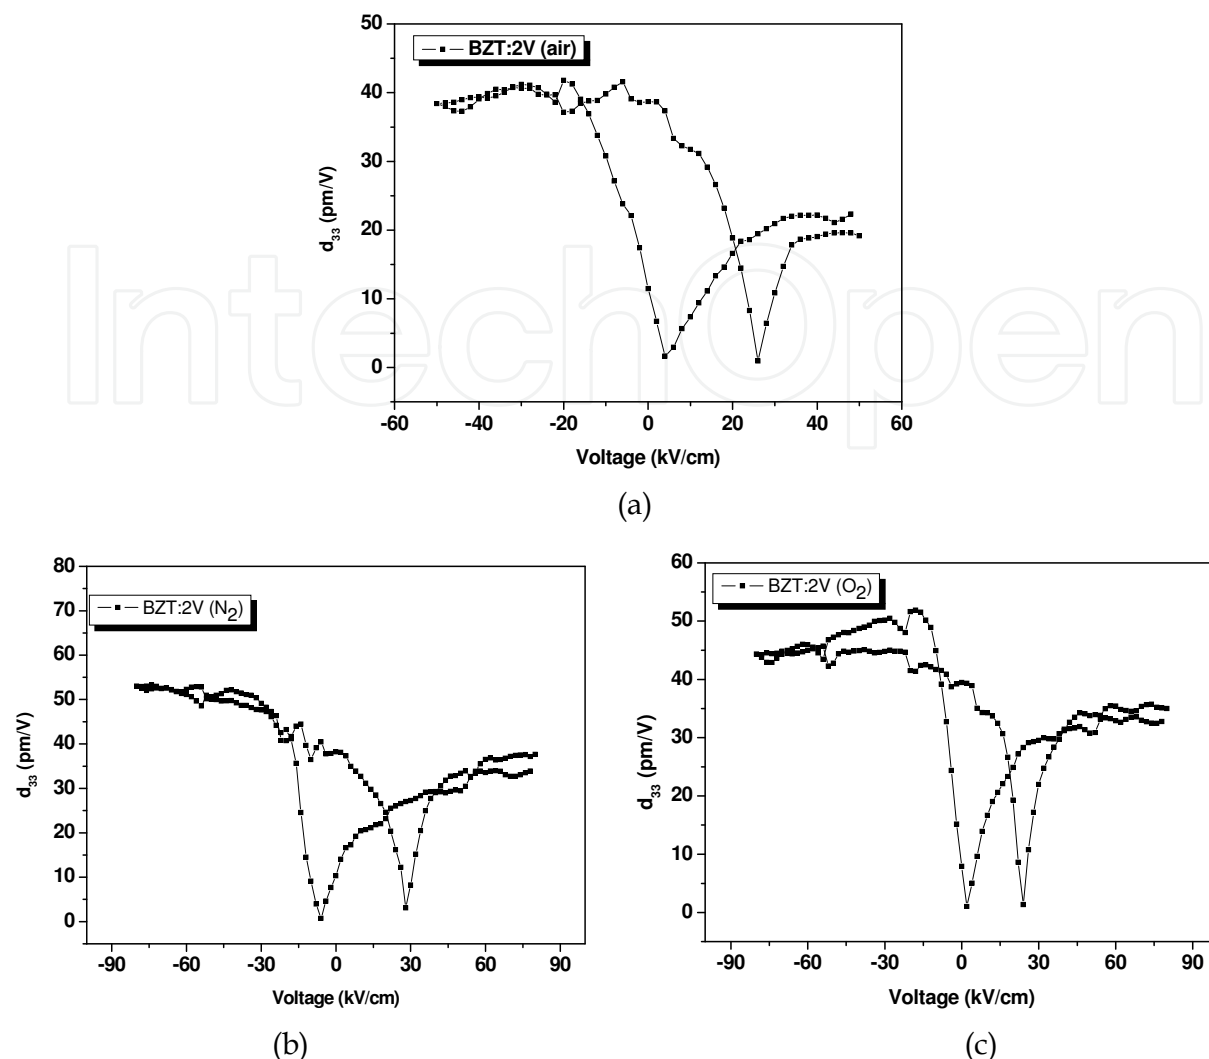 50
BZT:2V (air)
40
30
20
10
0
d33 (pm/V)
-60 -40 -20 0 20 40 60
Voltage (kV/cm)
IntechOpen
(a)
80
70
BZT:2V (N2)
60
50
40
30
20
10
0
d33 (pm/V)
-90 -60 -30 0 30 60 90
Voltage (kV/cm)
(b)
60
BZT:2V (O2)
50
40
30
20
10
0
d33 (pm/V)
-90 -60 -30 0 30 60 90
Voltage (kV/cm)
(c)